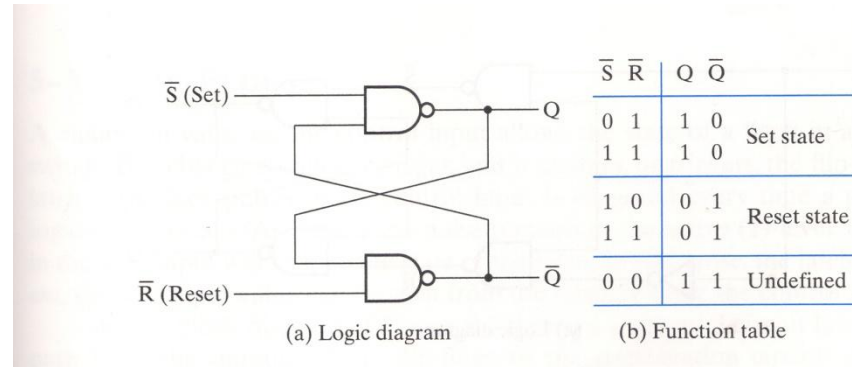 S̅ (Set)
Q
R̅ (Reset)
Q̅
(a) Logic diagram
S̅ R̅ Q Q̅
0 1 1 0
1 1 1 0
Set state
1 0 0 1
1 1 0 1
Reset state
0 0 1 1 Undefined
(b) Function table